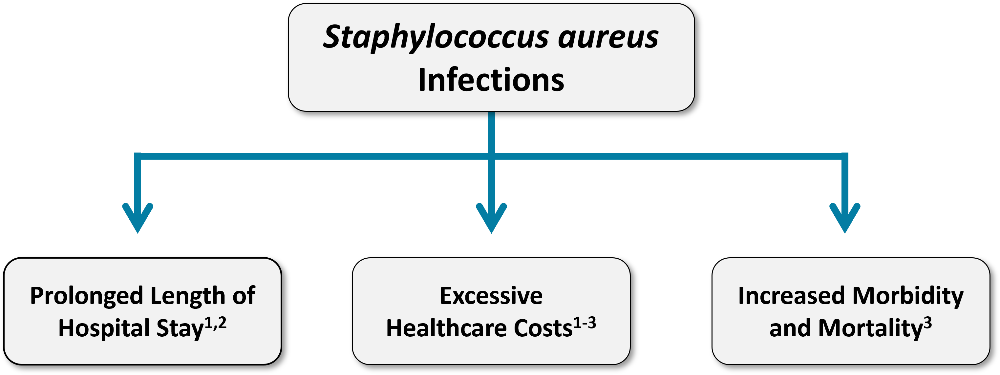 Staphylococcus aureus
Infections
Prolonged Length of
Hospital Stay1,2
Excessive
Healthcare Costs1-3
Increased Morbidity
and Mortality3